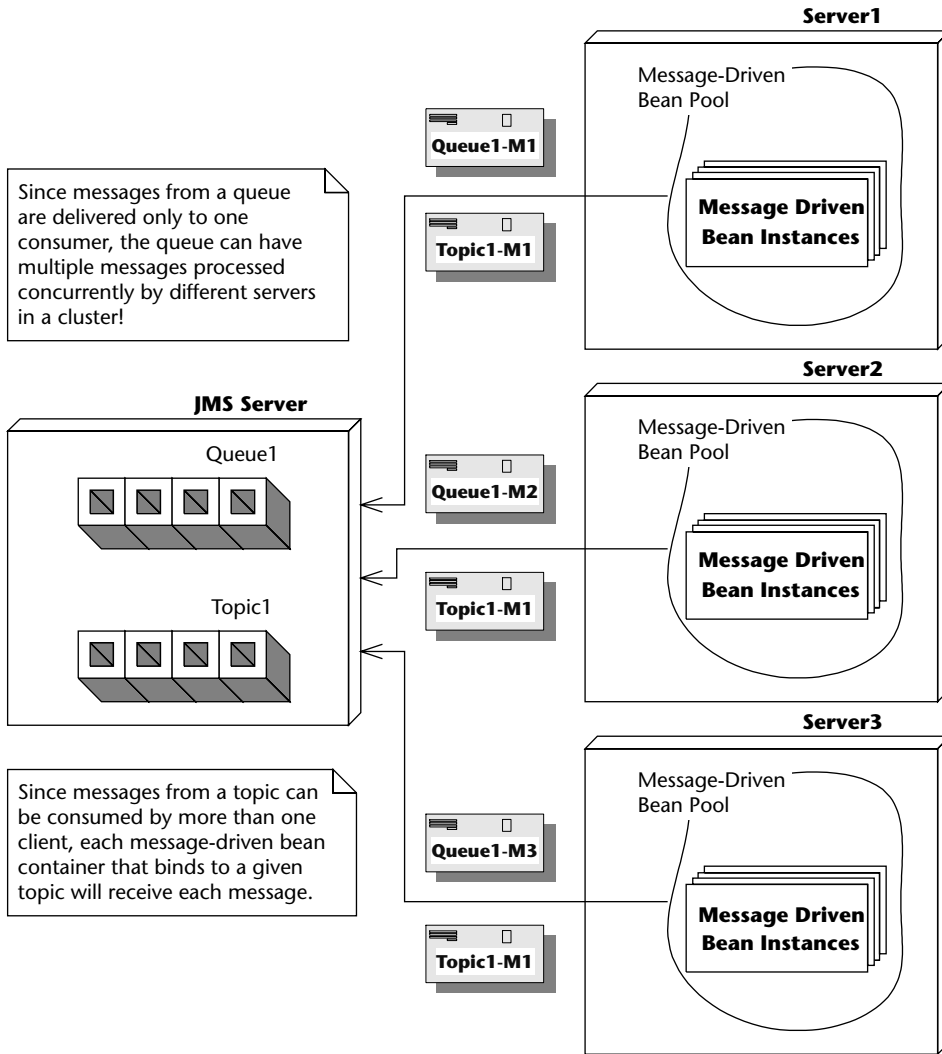 Server1
Message-Driven
Bean Pool
Queue1-M1
Topic1-M1
Message Driven
Bean Instances
Since messages from a queue
are delivered only to one
consumer, the queue can have
multiple messages processed
concurrently by different servers
in a cluster!
Server2
Message-Driven
Bean Pool
Queue1-M2
Topic1-M1
Message Driven
Bean Instances
JMS Server
Queue1
Topic1
Server3
Message-Driven
Bean Pool
Queue1-M3
Topic1-M1
Message Driven
Bean Instances
Since messages from a topic can
be consumed by more than one
client, each message-driven bean
container that binds to a given
topic will receive each message.